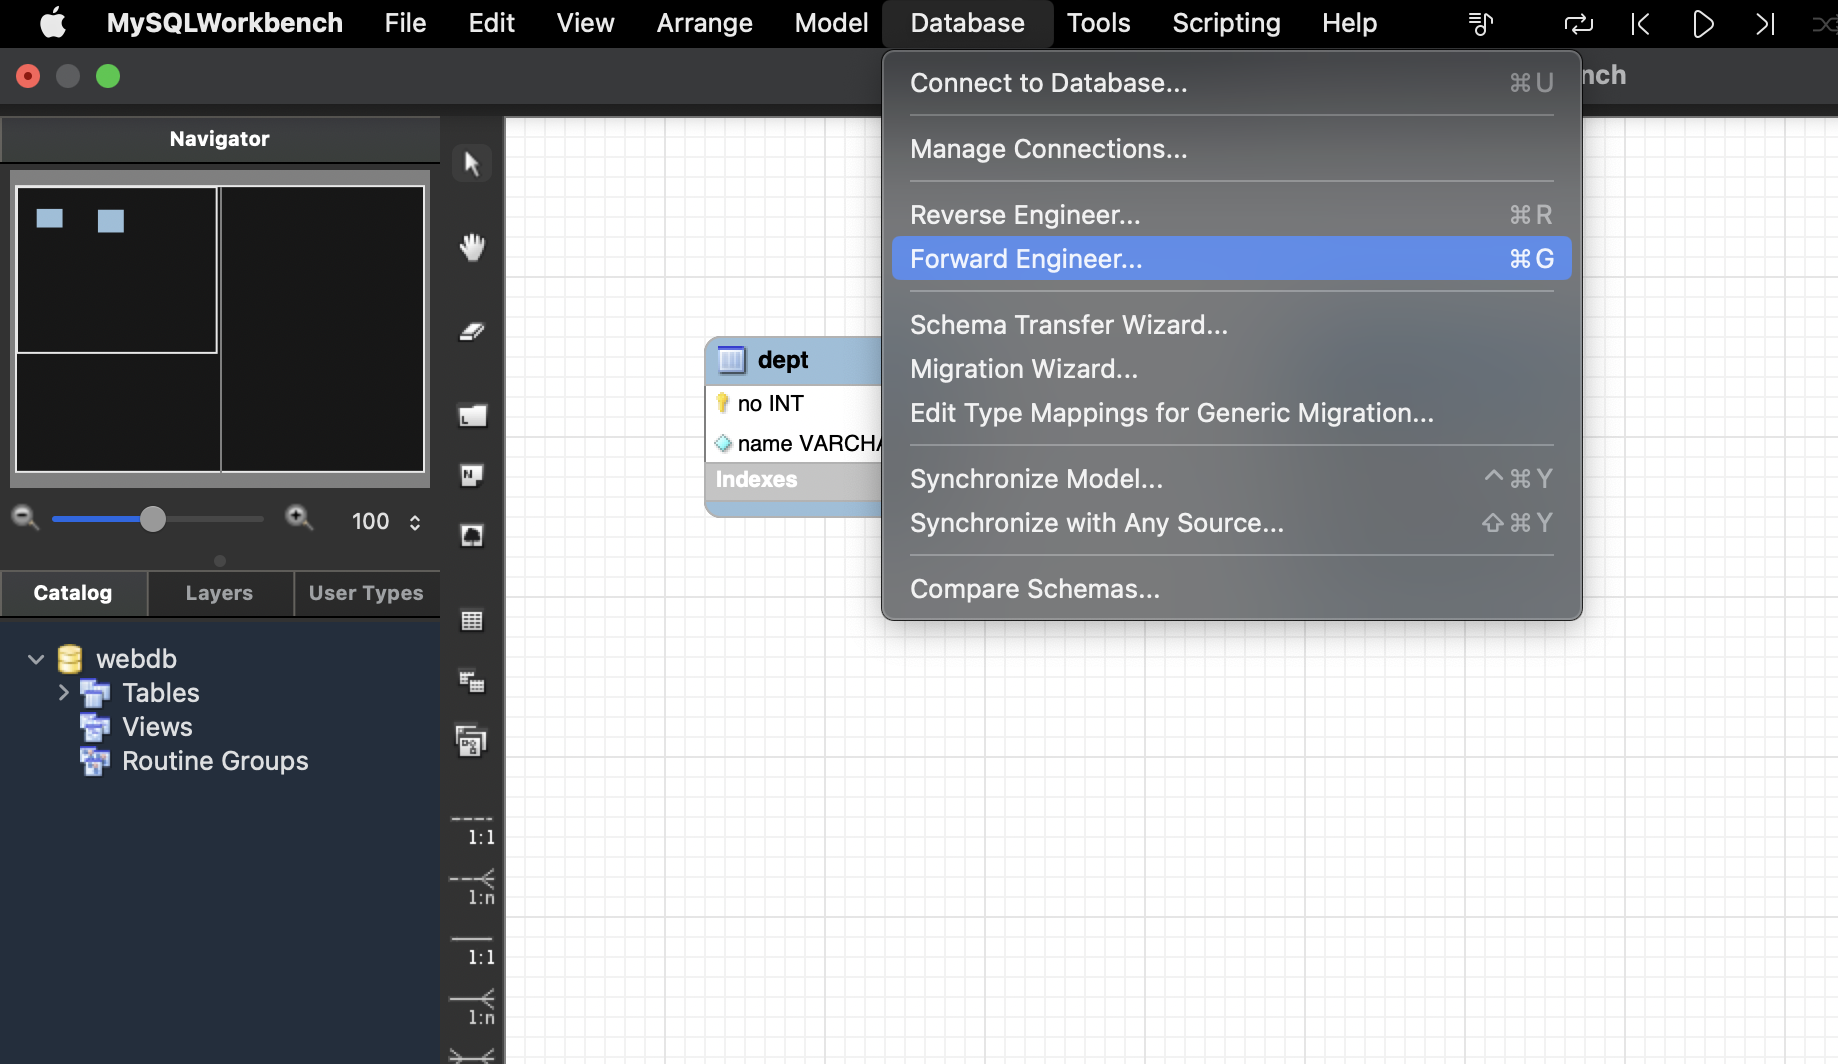 MySQLWorkbench File Edit View Arrange Model Database Tools Scripting Help
nch
Connect to Database... ⌘U
Manage Connections...
Reverse Engineer... ⌘R
Forward Engineer... ⌘G
Schema Transfer Wizard...
Migration Wizard...
Edit Type Mappings for Generic Migration...
Synchronize Model... ^⌘Y
Synchronize with Any Source... ⇧⌘Y
Compare Schemas...
Navigator
100
Catalog Layers User Types
webdb
Tables
Views
Routine Groups
L
N
1:1
1:n
1:1
1:n
dept
no INT
name VARCHA
Indexes